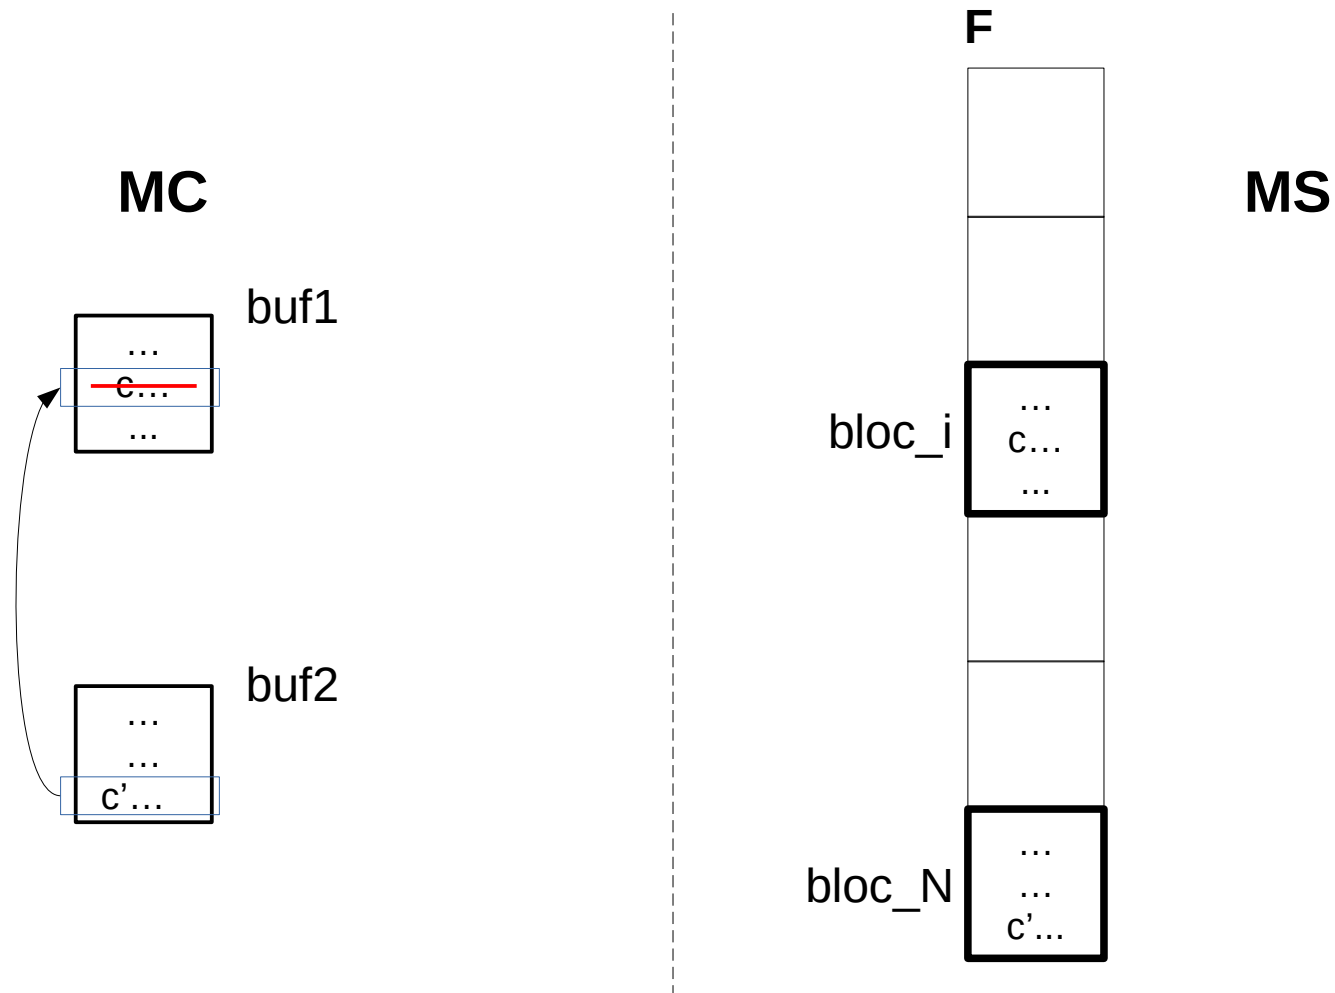 F
MC
MS
buf1
…
c…
...
bloc_i
…
c…
...
buf2
…
…
c’…
bloc_N
…
…
c’...